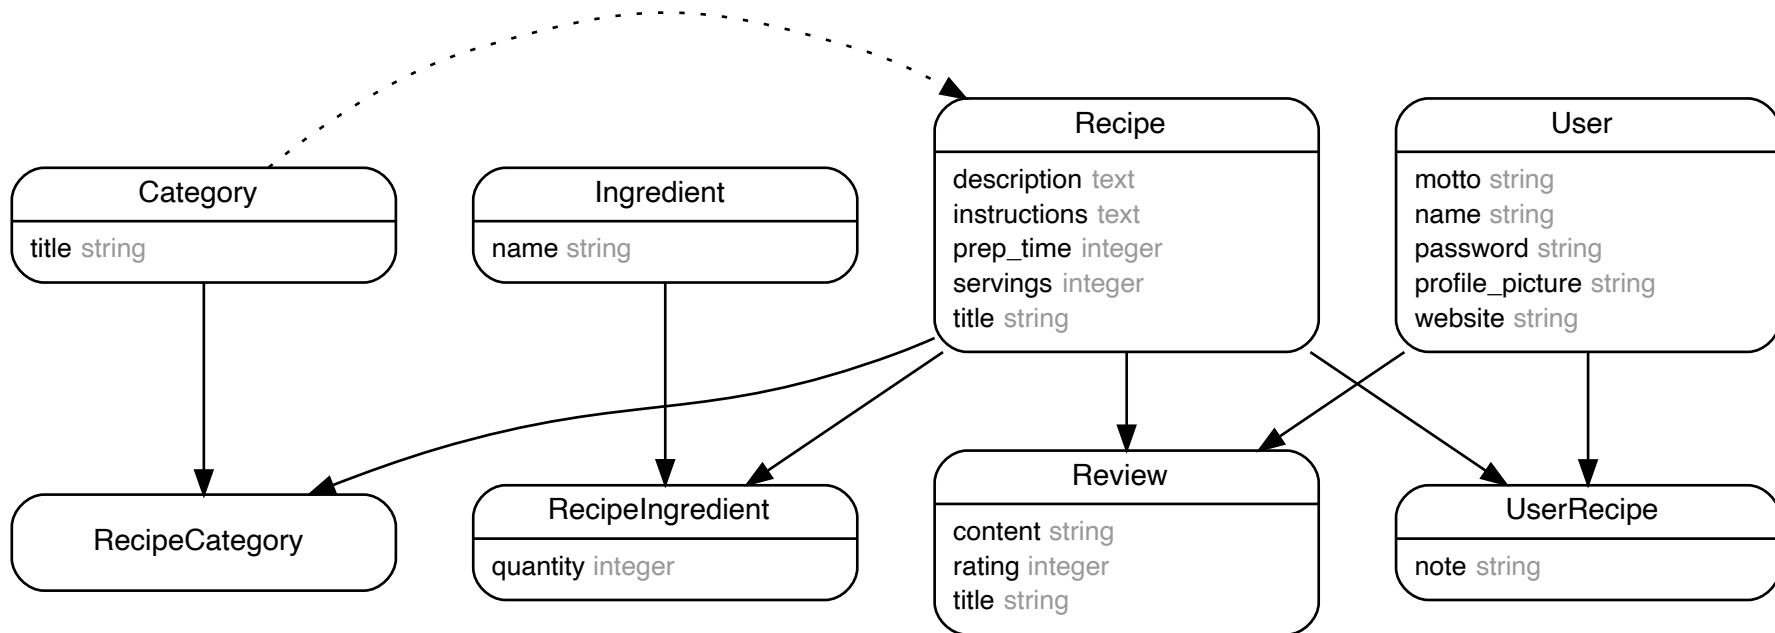 Category
title string
Ingredient
name string
Recipe
description text
instructions text
prep_time integer
servings integer
title string
User
motto string
name string
password string
profile_picture string
website string
RecipeCategory
RecipeIngredient
quantity integer
Review
content string
rating integer
title string
UserRecipe
note string